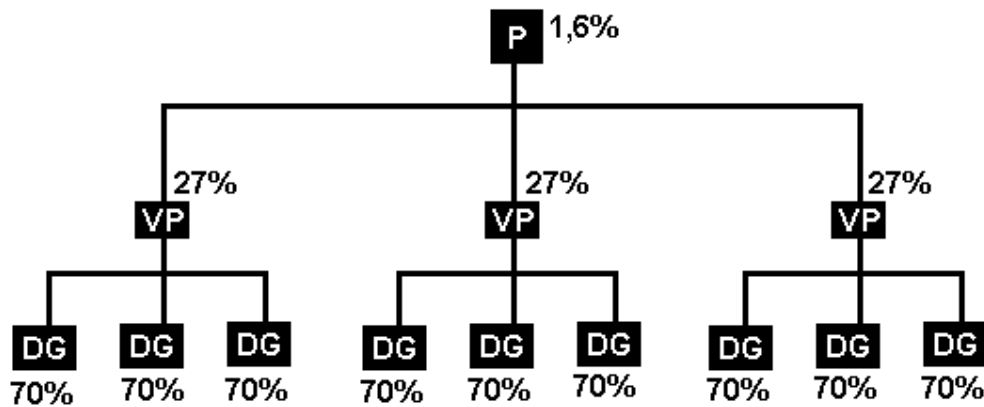 P 1,6%
27% 27% 27%
VP VP VP
DG DG DG DG DG DG DG DG DG
70% 70% 70% 70% 70% 70% 70% 70% 70%